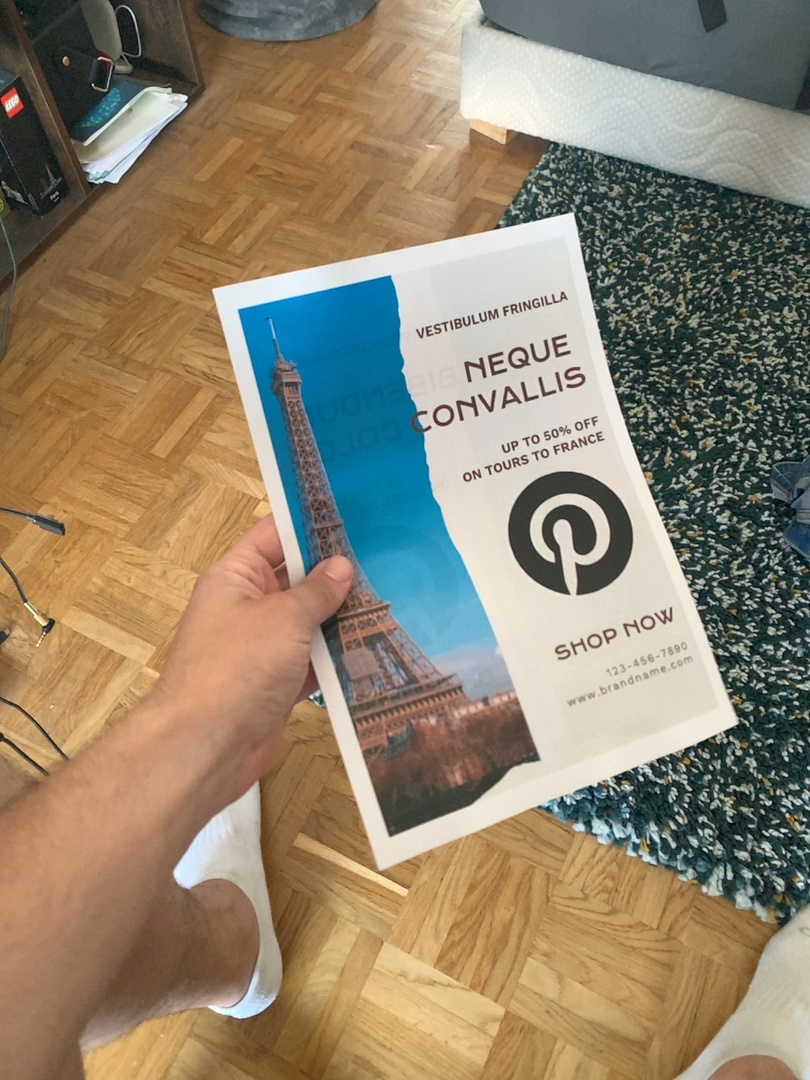 LEGO
VESTIBULUM FRINGILLA
NEQUE
CONVALLIS
UP TO 50% OFF
ON TOURS TO FRANCE
SHOP NOW
123-456-7890
www.brandname.com